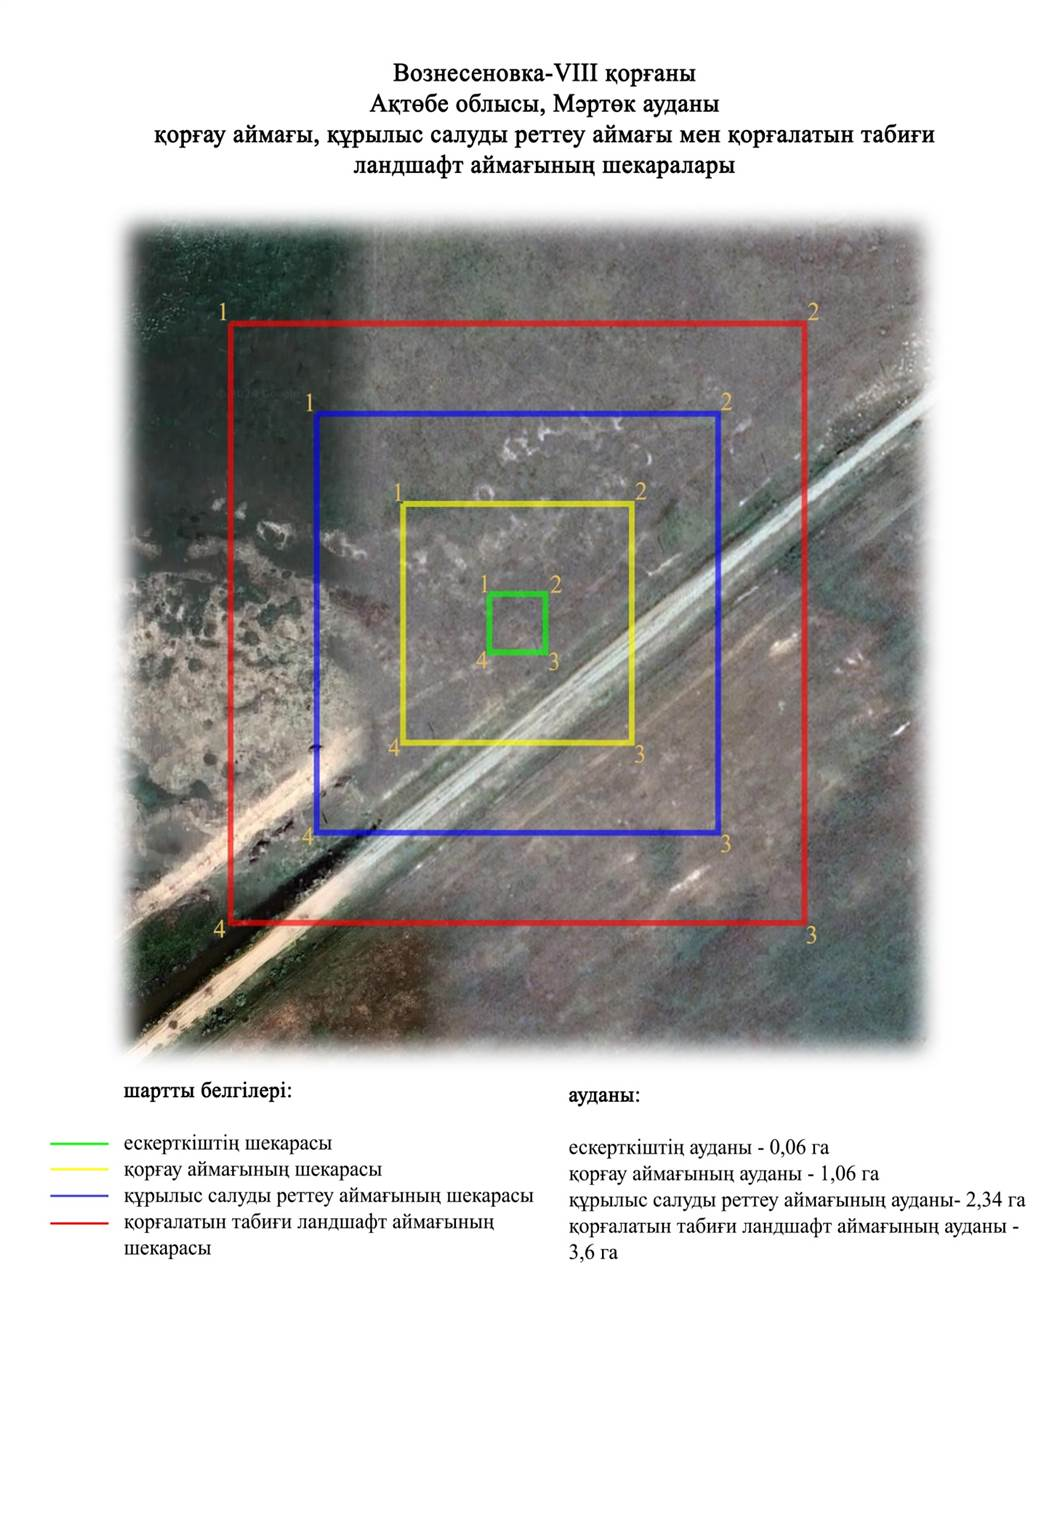 Вознесеновка-VIII қорғаны
Ақтөбе облысы, Мәртөк ауданы
қорғау аймағы, құрылыс салуды реттеу аймағы мен қорғалатын табиғи
ландшафт аймағының шекаралары
1
2
1
2
1
2
1
2
4
3
4
3
4
3
4
3
шартты белгілері:
ескерткіштің шекарасы
қорғау аймағының шекарасы
құрылыс салуды реттеу аймағының шекарасы
қорғалатын табиғи ландшафт аймағының
шекарасы
ауданы:
ескерткіштің ауданы - 0,06 га
қорғау аймағының ауданы - 1,06 га
құрылыс салуды реттеу аймағының ауданы- 2,34 га
қорғалатын табиғи ландшафт аймағының ауданы -
3,6 га